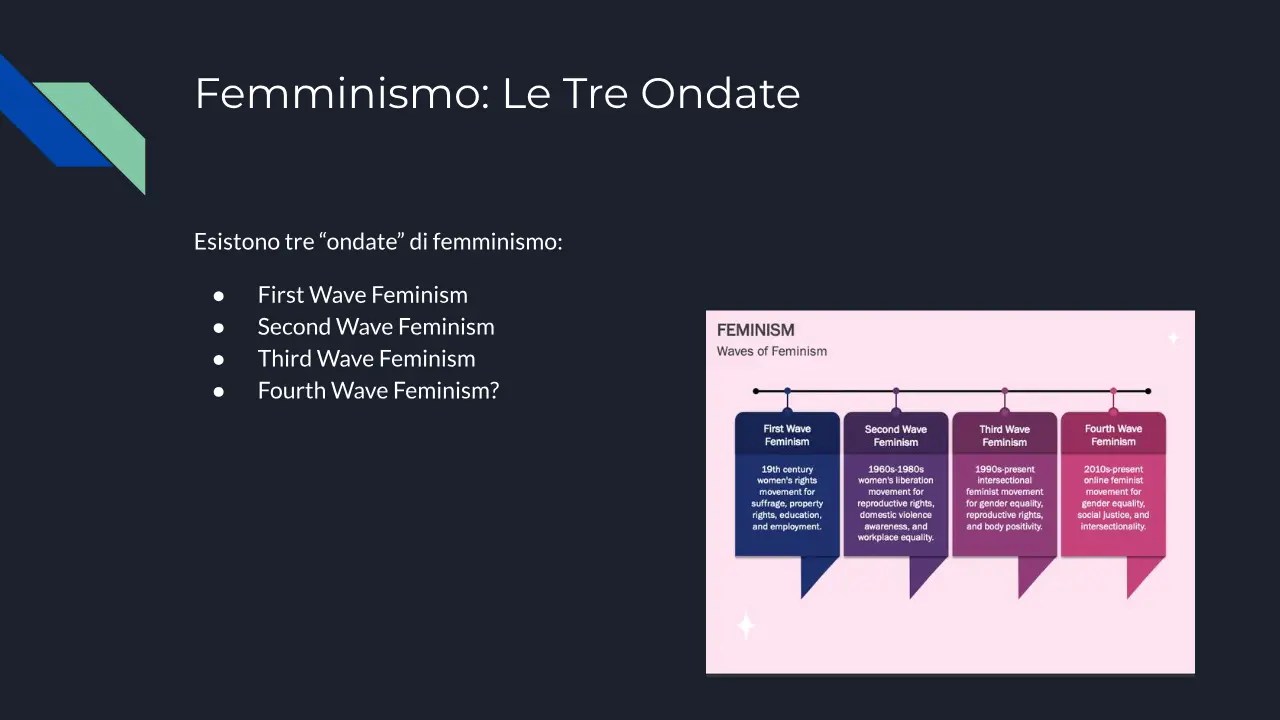 Femminismo: Le Tre Ondate
Esistono tre “ondate” di femminismo:
● First Wave Feminism
● Second Wave Feminism
● Third Wave Feminism
● Fourth Wave Feminism?
FEMINISM
Waves of Feminism
First Wave
Feminism
19th century
women's rights
movement for
suffrage, property
rights, education,
and employment.
Second Wave
Feminism
1960s-1980s
women's liberation
movement for
reproductive rights,
domestic violence
awareness, and
workplace equality.
Third Wave
Feminism
1990s-present
intersectional
feminist movement
for gender equality,
reproductive rights,
and body positivity.
Fourth Wave
Feminism
2010s-present
online feminist
movement for
gender equality,
social justice, and
intersectionality.